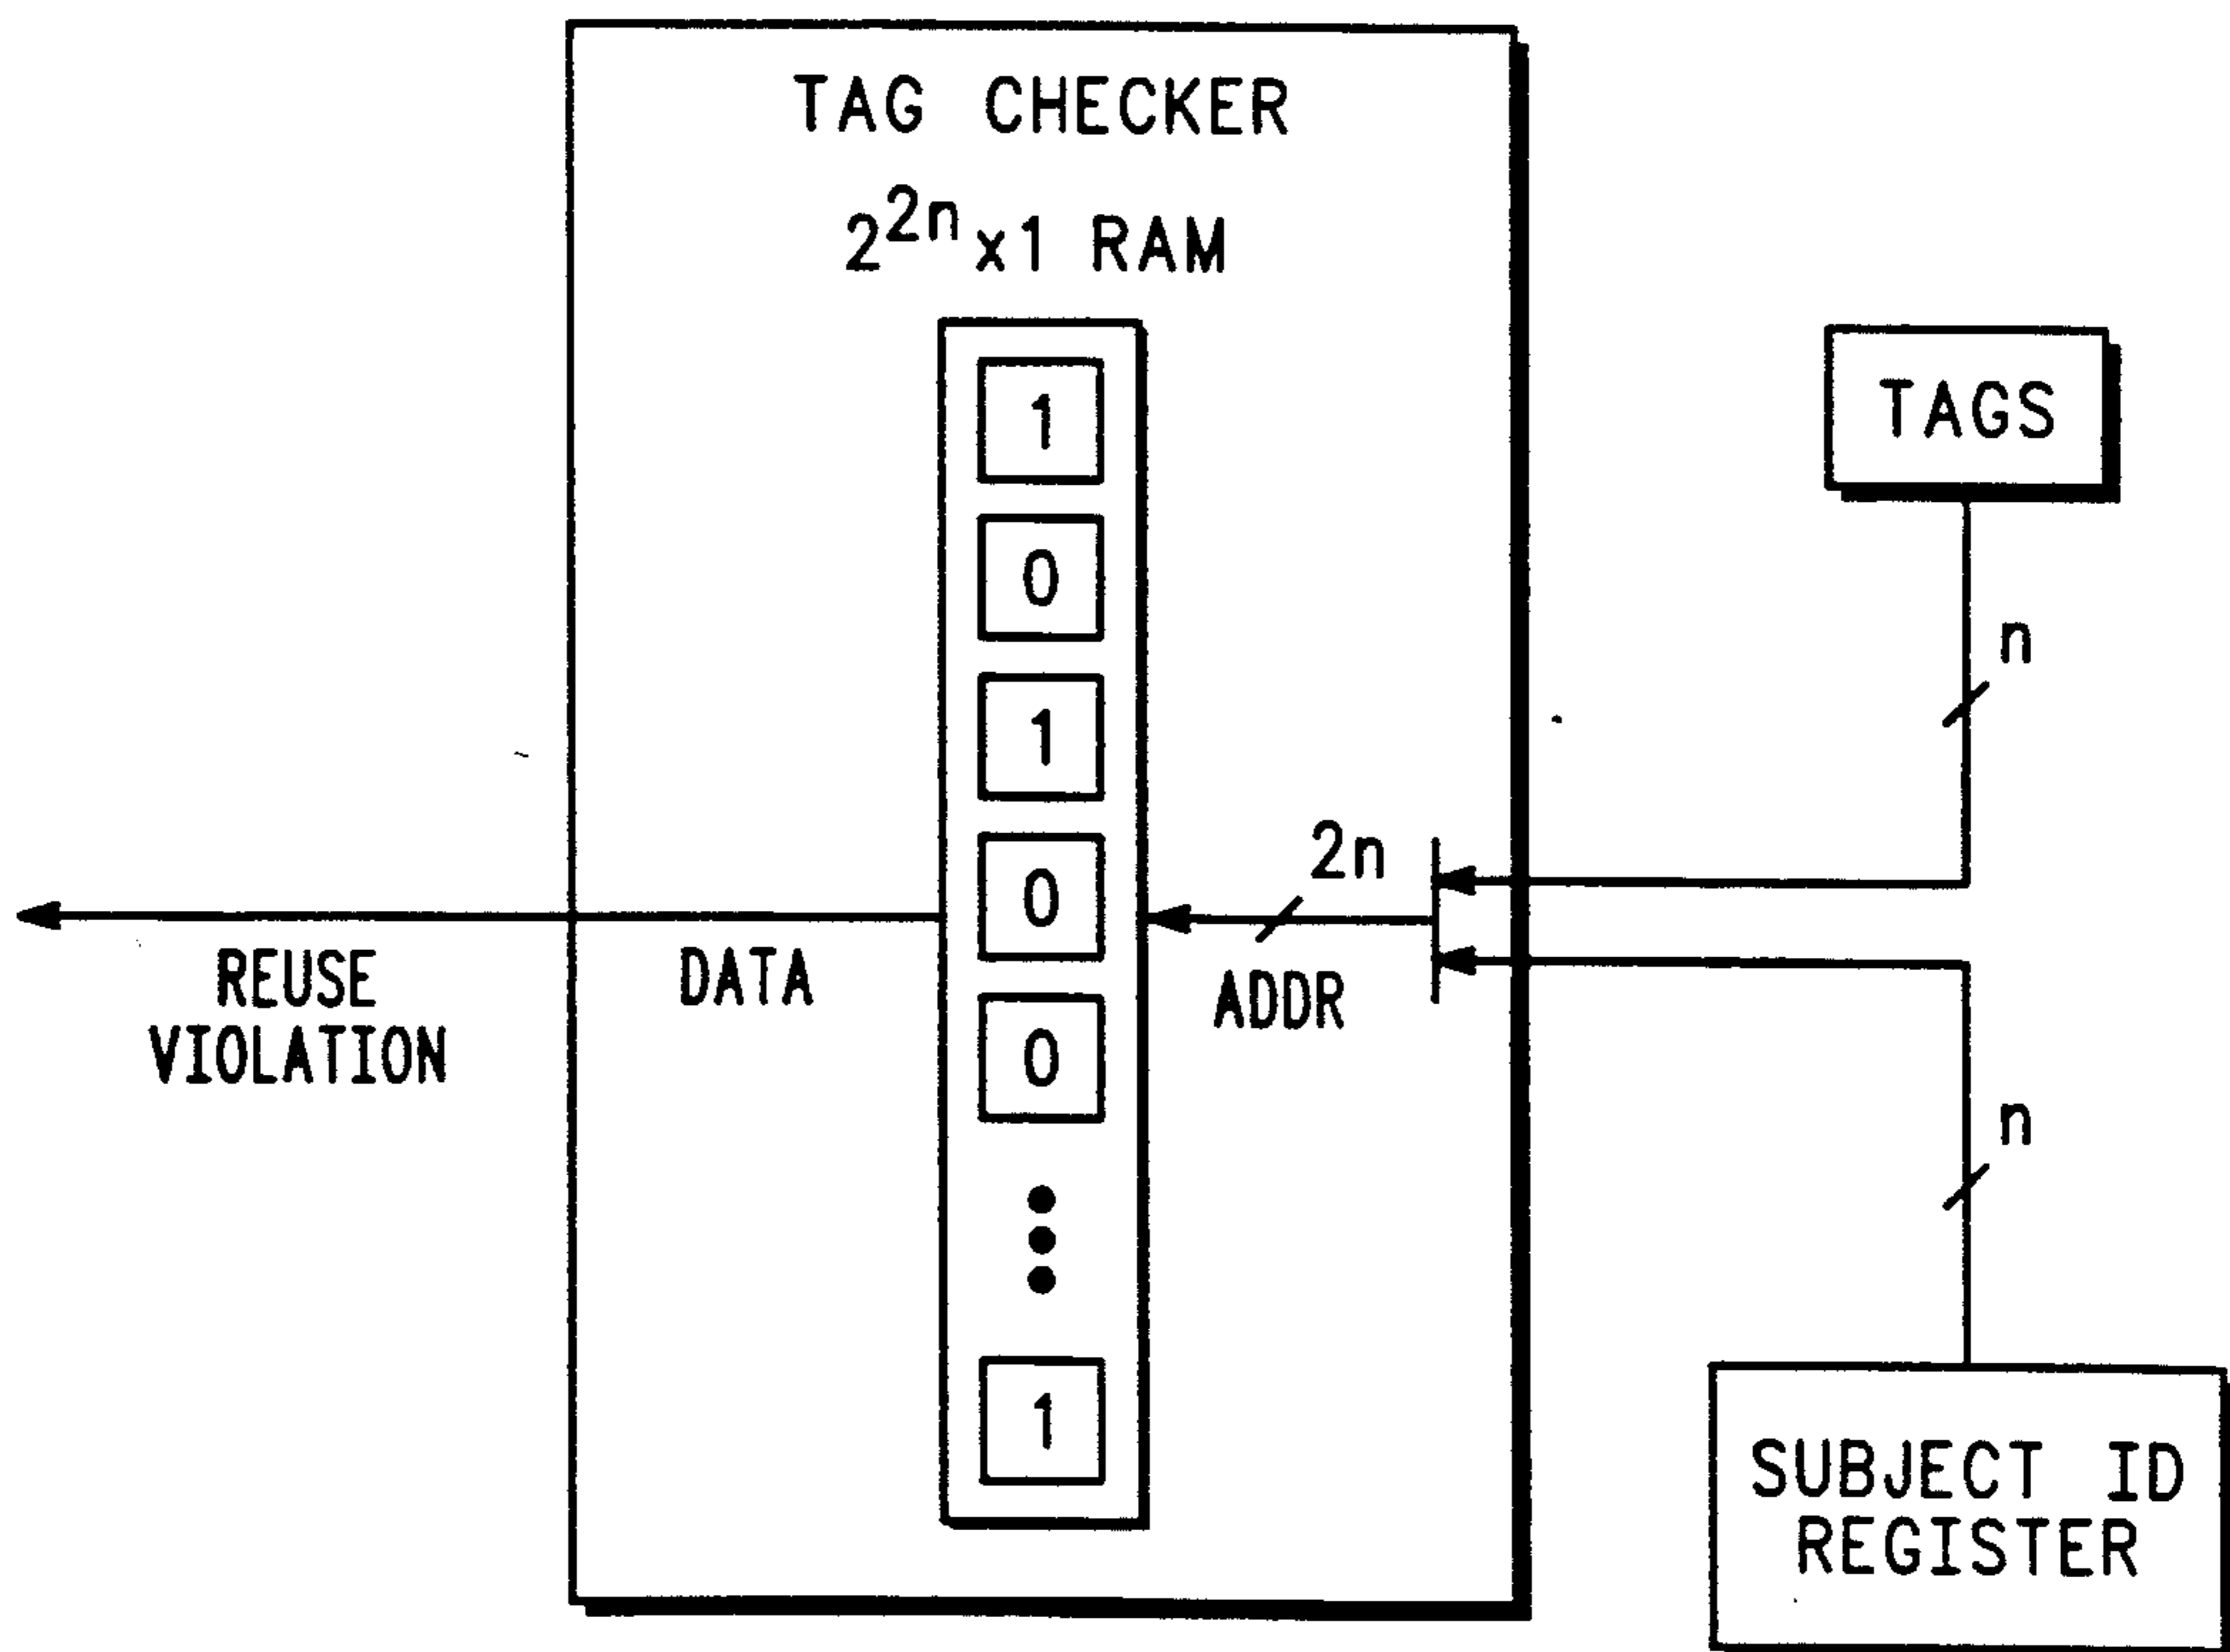 TAG CHECKER
2^{2n}x1 RAM
1
0
1
0
0
1
DATA
REUSE
VIOLATION
2n
ADDR
TAGS
n
n
SUBJECT ID
REGISTER